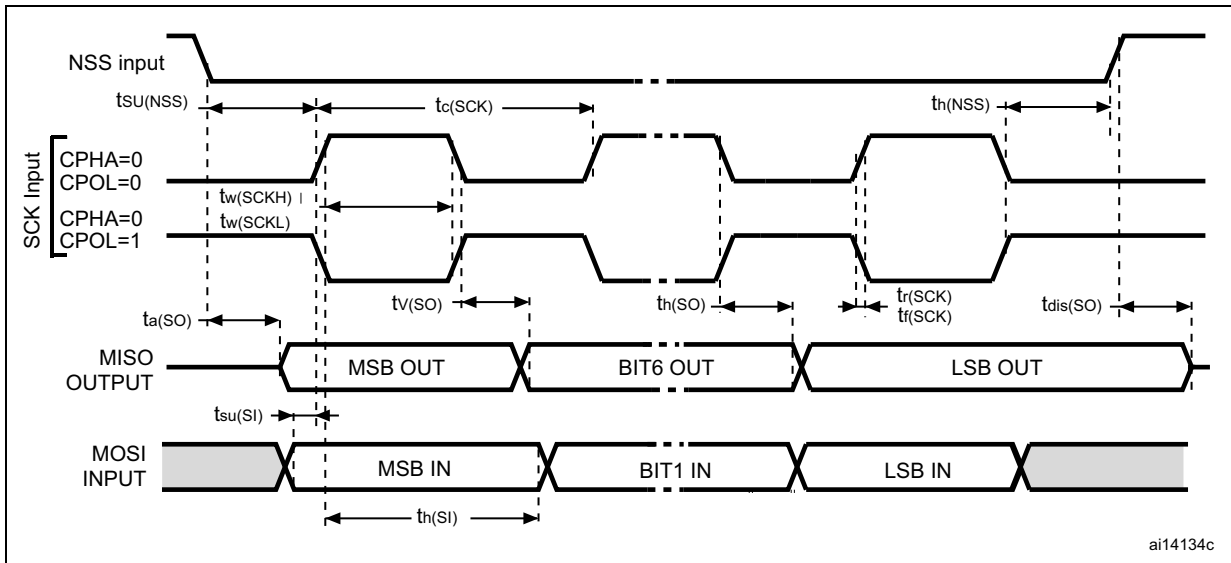 NSS input
tSU(NSS)
tc(SCK)
th(NSS)
SCK Input
CPHA=0
CPOL=0
tw(SCKH)
tw(SCKL)
CPHA=0
CPOL=1
ta(SO)
tV(SO)
th(SO)
tr(SCK)
tf(SCK)
tdis(SO)
MISO
OUTPUT
MSB OUT
BIT6 OUT
LSB OUT
tsu(SI)
MOSI
INPUT
MSB IN
BIT1 IN
LSB IN
th(SI)
ai14134c